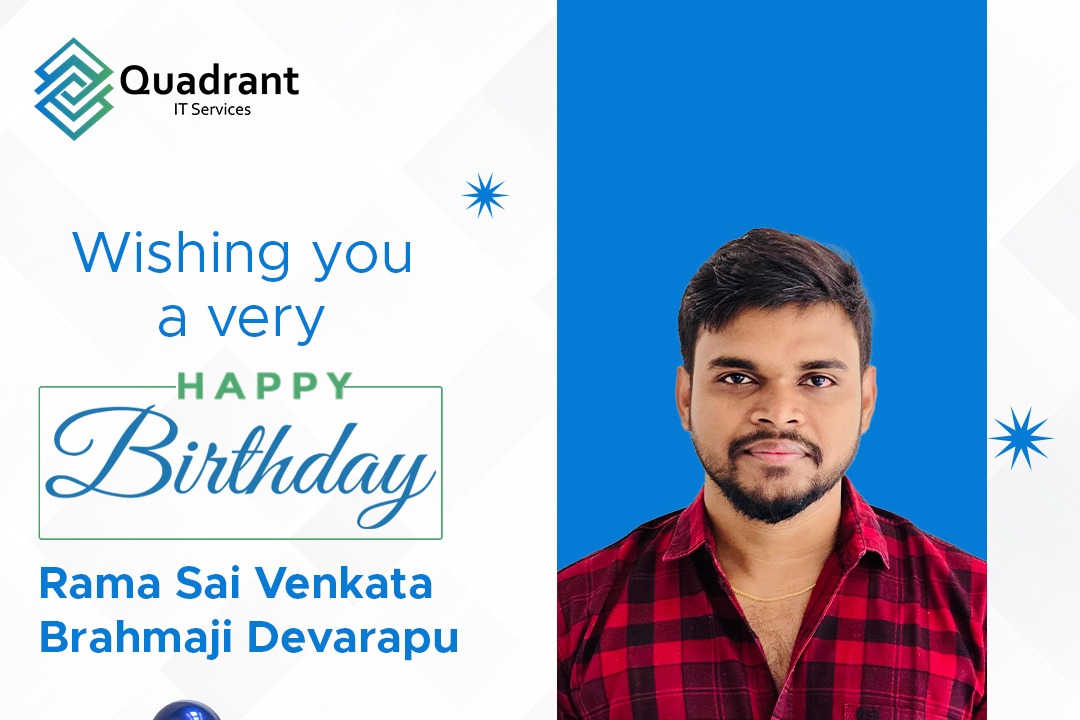 Quadrant
IT Services
Wishing you
a very
HAPPY
Birthday
Rama Sai Venkata
Brahmaji Devarapu